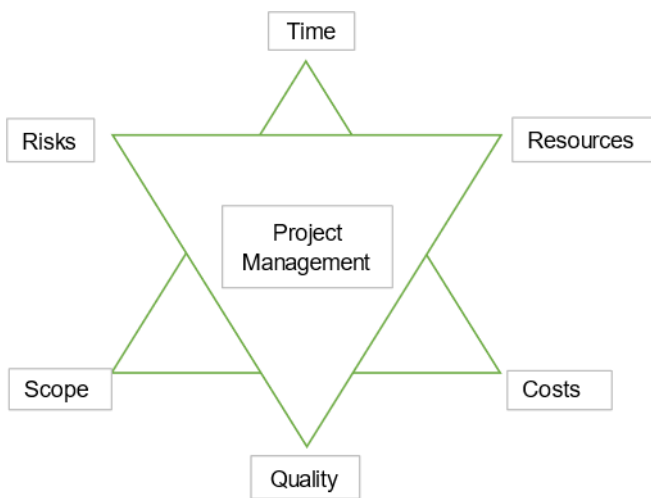 Time
Risks
Resources
Project
Management
Scope
Costs
Quality